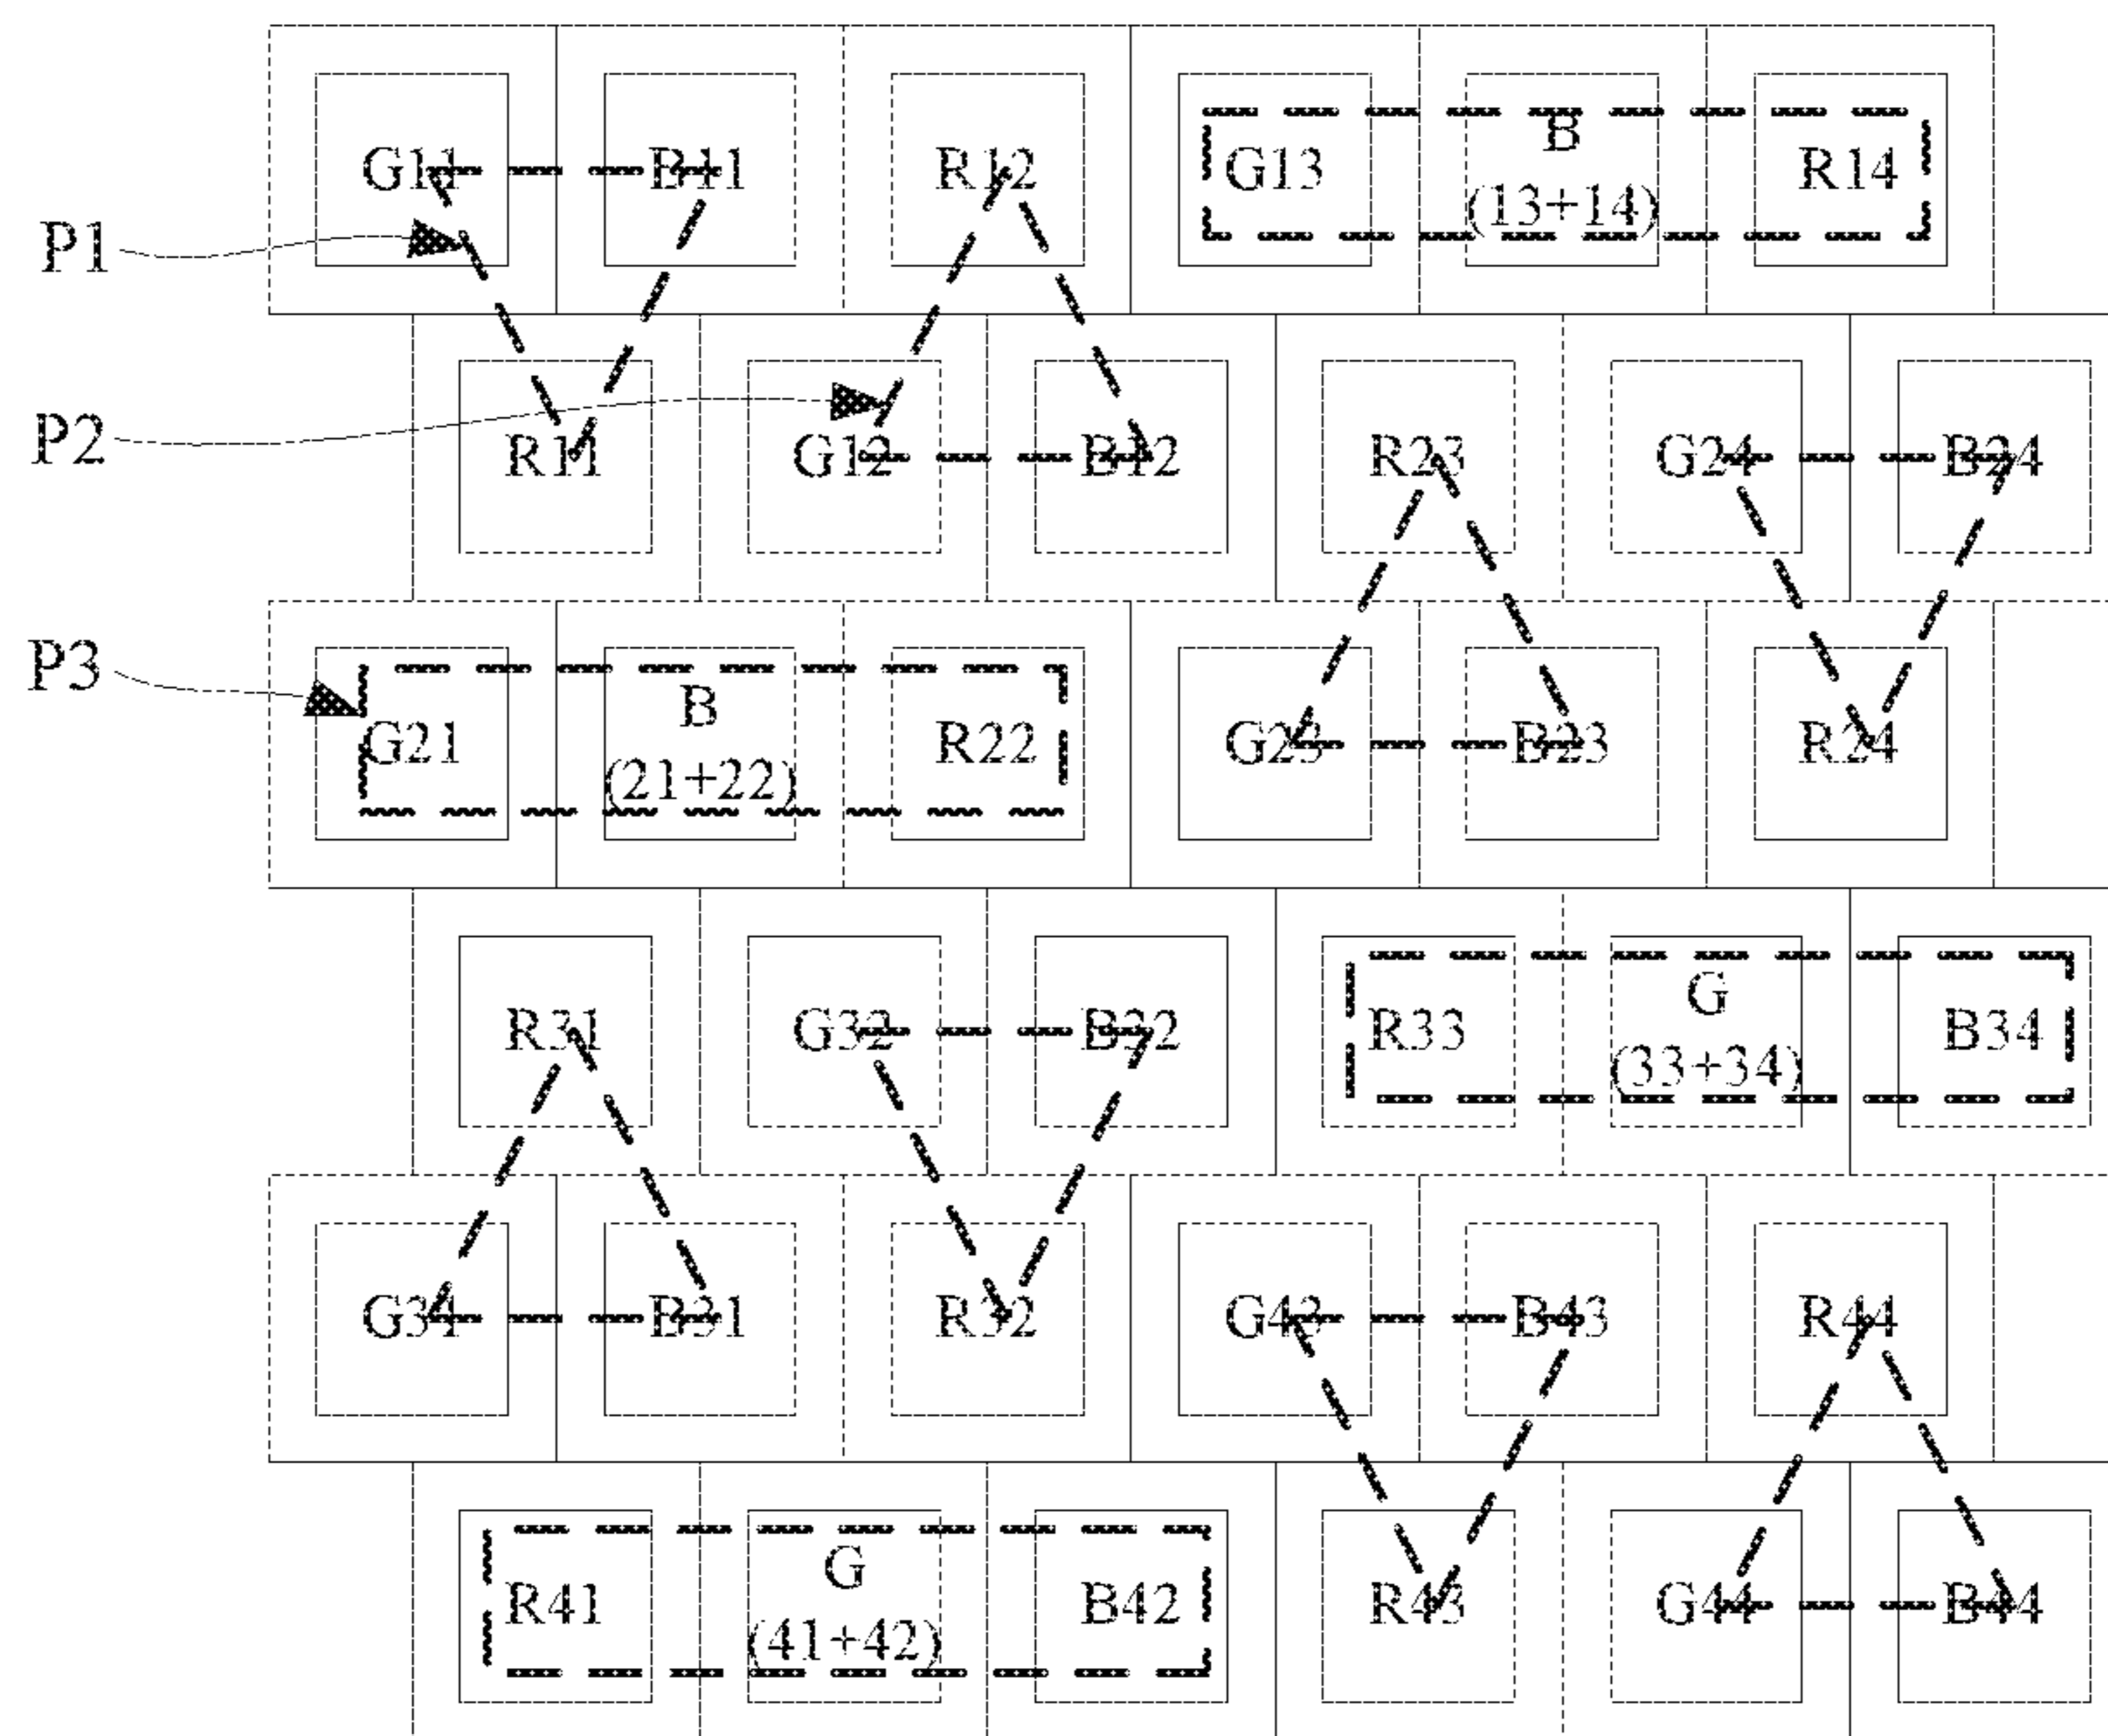 G11 B11 R12 G13 B R14
(13+14)
P1
P2
R11 G12 B12 R23 G24 B24
P3
G21 B R22 G23 B23 R24
(21+22)
R31 G32 B32 R33 G B34
(33+34)
G31 B31 R32 G43 B43 R44
R41 G B42 R43 G44 B44
(41+42)